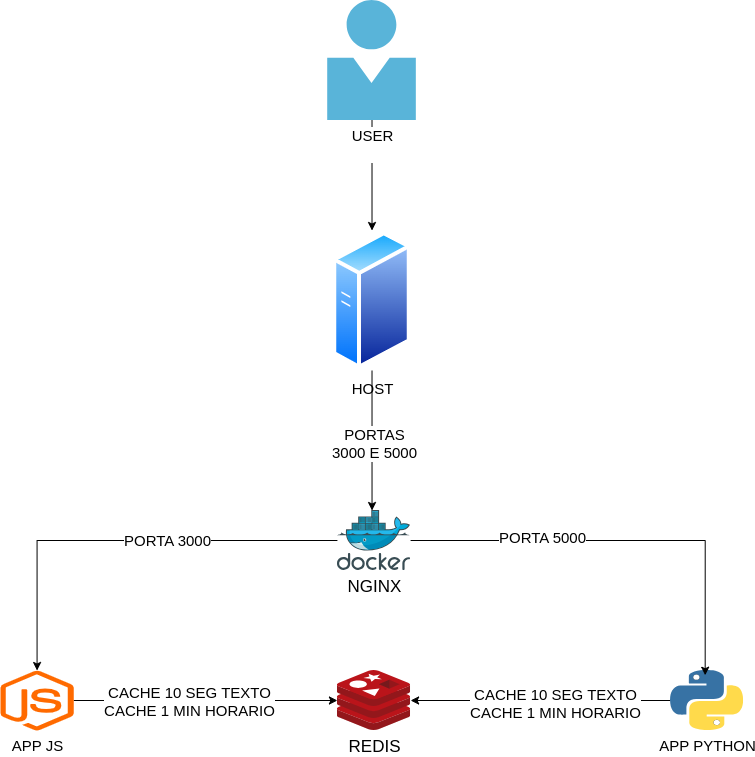 USER
HOST
PORTAS
3000 E 5000
docker
NGINX
PORTA 3000
PORTA 5000
JS
CACHE 10 SEG TEXTO
CACHE 1 MIN HORARIO
CACHE 10 SEG TEXTO
CACHE 1 MIN HORARIO
APP JS
REDIS
APP PYTHON